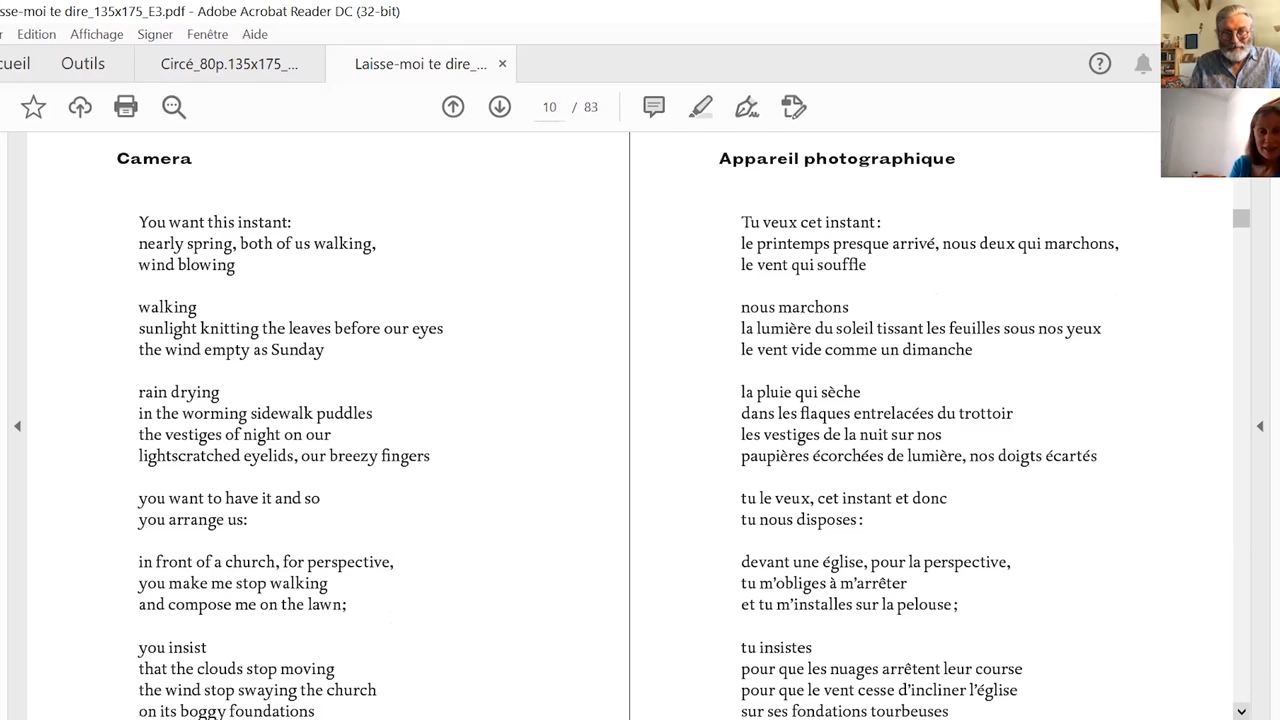 sse-moi te dire_135x175_E3.pdf - Adobe Acrobat Reader DC (32-bit)
r Edition Affichage Signer Fenêtre Aide
cueil Outils Circé_80p.135x175_... Laisse-moi te dire_... ×
10 / 83
Camera
You want this instant:
nearly spring, both of us walking,
wind blowing
walking
sunlight knitting the leaves before our eyes
the wind empty as Sunday
rain drying
in the worming sidewalk puddles
the vestiges of night on our
lightscratched eyelids, our breezy fingers
you want to have it and so
you arrange us:
in front of a church, for perspective,
you make me stop walking
and compose me on the lawn;
you insist
that the clouds stop moving
the wind stop swaying the church
on its boggy foundations
Appareil photographique
Tu veux cet instant :
le printemps presque arrivé, nous deux qui marchons,
le vent qui souffle
nous marchons
la lumière du soleil tissant les feuilles sous nos yeux
le vent vide comme un dimanche
la pluie qui sèche
dans les flaques entrelacées du trottoir
les vestiges de la nuit sur nos
paupières écorchées de lumière, nos doigts écartés
tu le veux, cet instant et donc
tu nous disposes :
devant une église, pour la perspective,
tu m'obliges à m'arrêter
et tu m'installes sur la pelouse ;
tu insistes
pour que les nuages arrêtent leur course
pour que le vent cesse d'incliner l'église
sur ses fondations tourbeuses